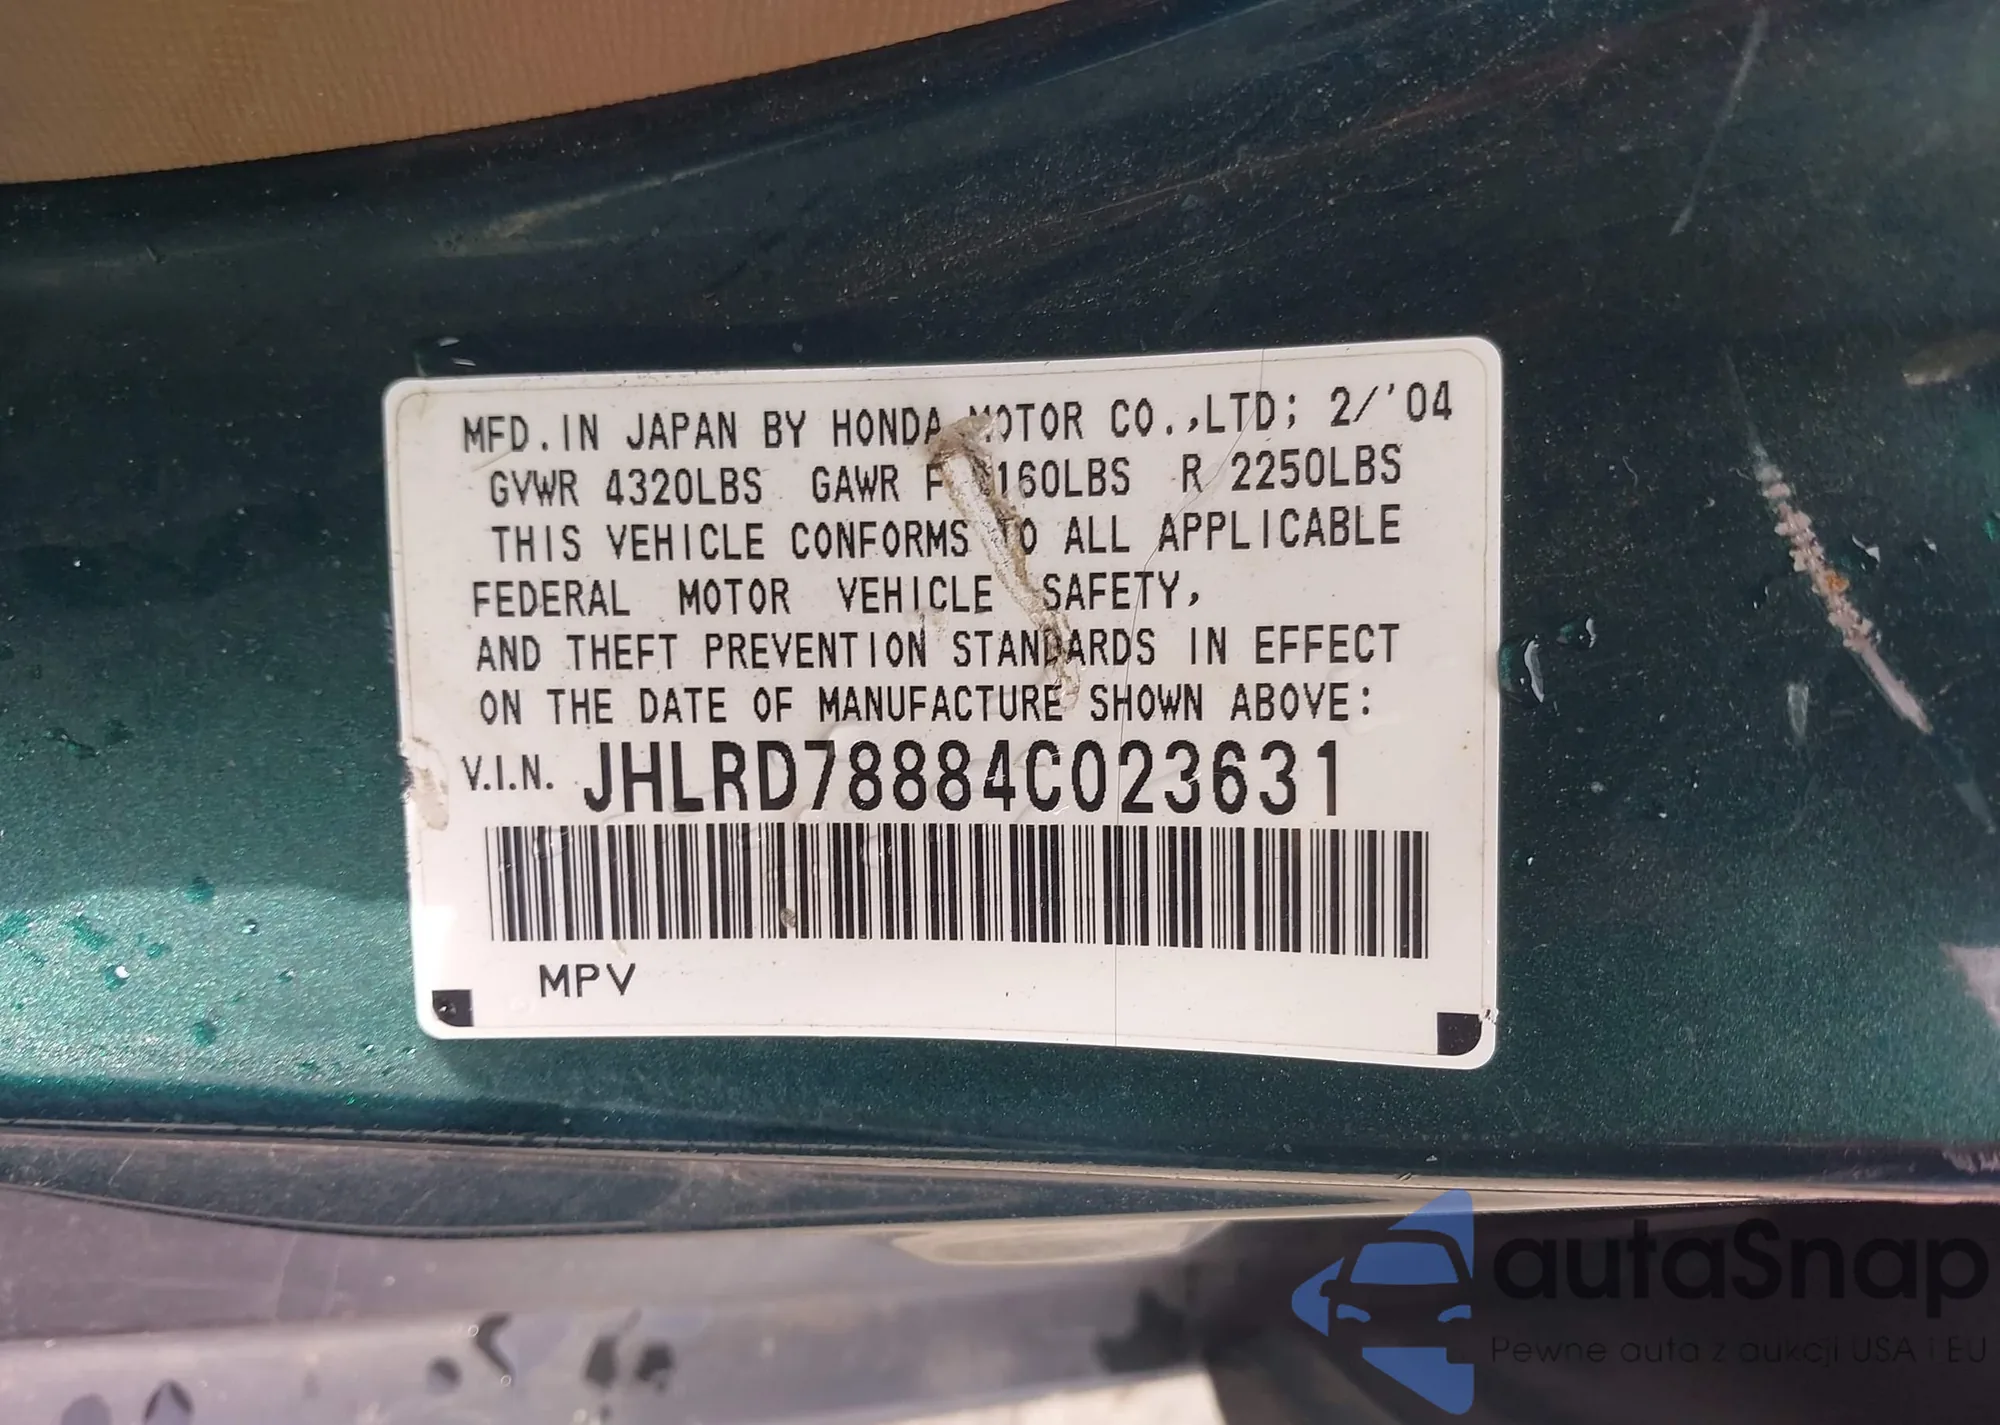 MFD. IN JAPAN BY HONDA MOTOR CO.,LTD; 2/'04
GVWR 4320LBS GAWR F 160LBS R 2250LBS
THIS VEHICLE CONFORMS TO ALL APPLICABLE
FEDERAL MOTOR VEHICLE SAFETY,
AND THEFT PREVENTION STANDARDS IN EFFECT
ON THE DATE OF MANUFACTURE SHOWN ABOVE:
V.I.N. JHLRD78884C023631
MPV
autaSnap
Pewne auta z aukcji USA i EU